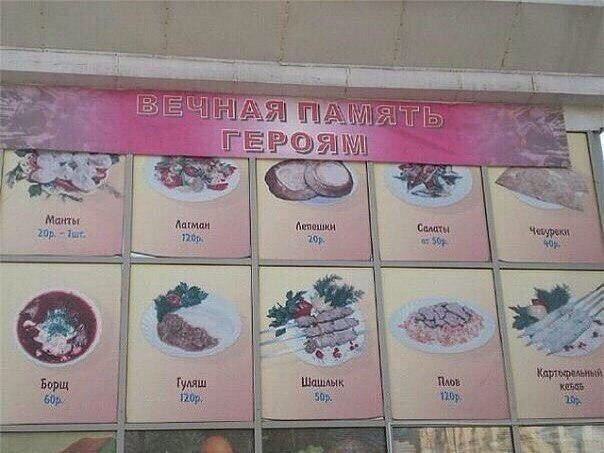 ВЕЧНАЯ ПАМЯТЬ
ГЕРОЯМ
Манты
20р. - 1шт.
Лагман
120р.
Лепешки
20р.
Салаты
от 50р.
Чебуреки
40р.
Борщ
60р.
Гуляш
120р.
Шашлык
50р.
Плов
120р.
Картофельный
кебаб
20р.